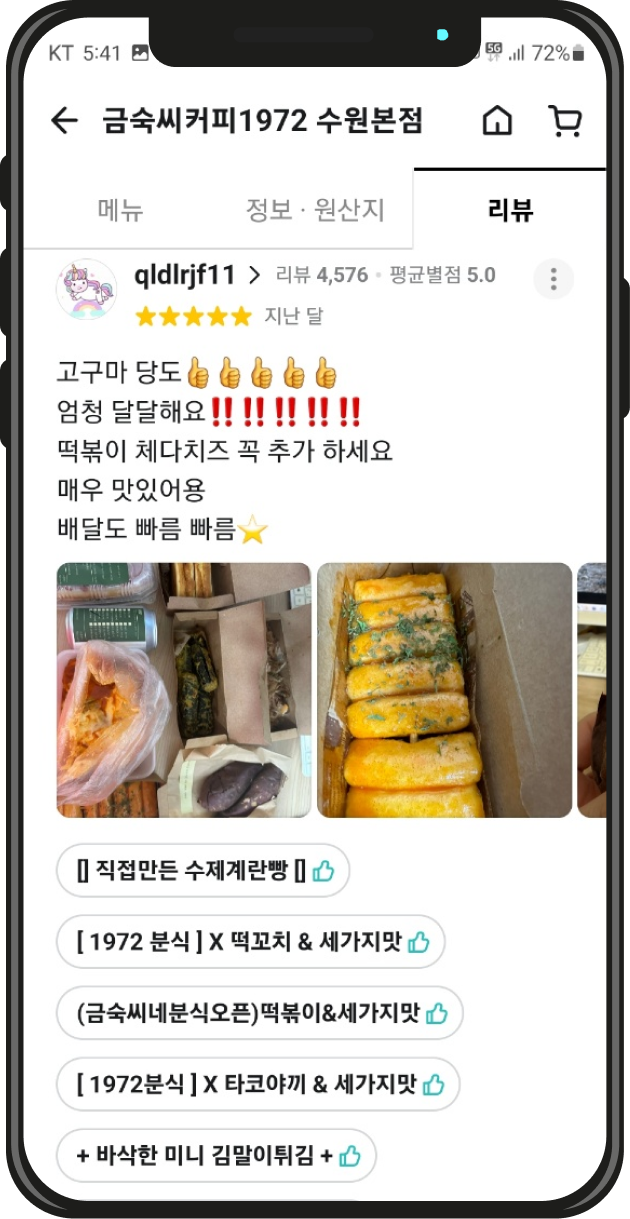 KT 5:41 5G 72%
금숙씨커피1972 수원본점
메뉴 정보 · 원산지 리뷰
qldlrjf11 > 리뷰 4,576 • 평균별점 5.0
★★★★★ 지난 달
고구마 당도👍👍👍👍👍
엄청 달달해요‼️‼️‼️‼️‼️
떡볶이 체다치즈 꼭 추가 하세요
매우 맛있어용
배달도 빠름 빠름⭐
[] 직접만든 수제계란빵 []
[ 1972 분식 ] X 떡꼬치 & 세가지맛
(금숙씨네분식오픈)떡볶이&세가지맛
[ 1972분식 ] X 타코야끼 & 세가지맛
+ 바삭한 미니 김말이튀김 +